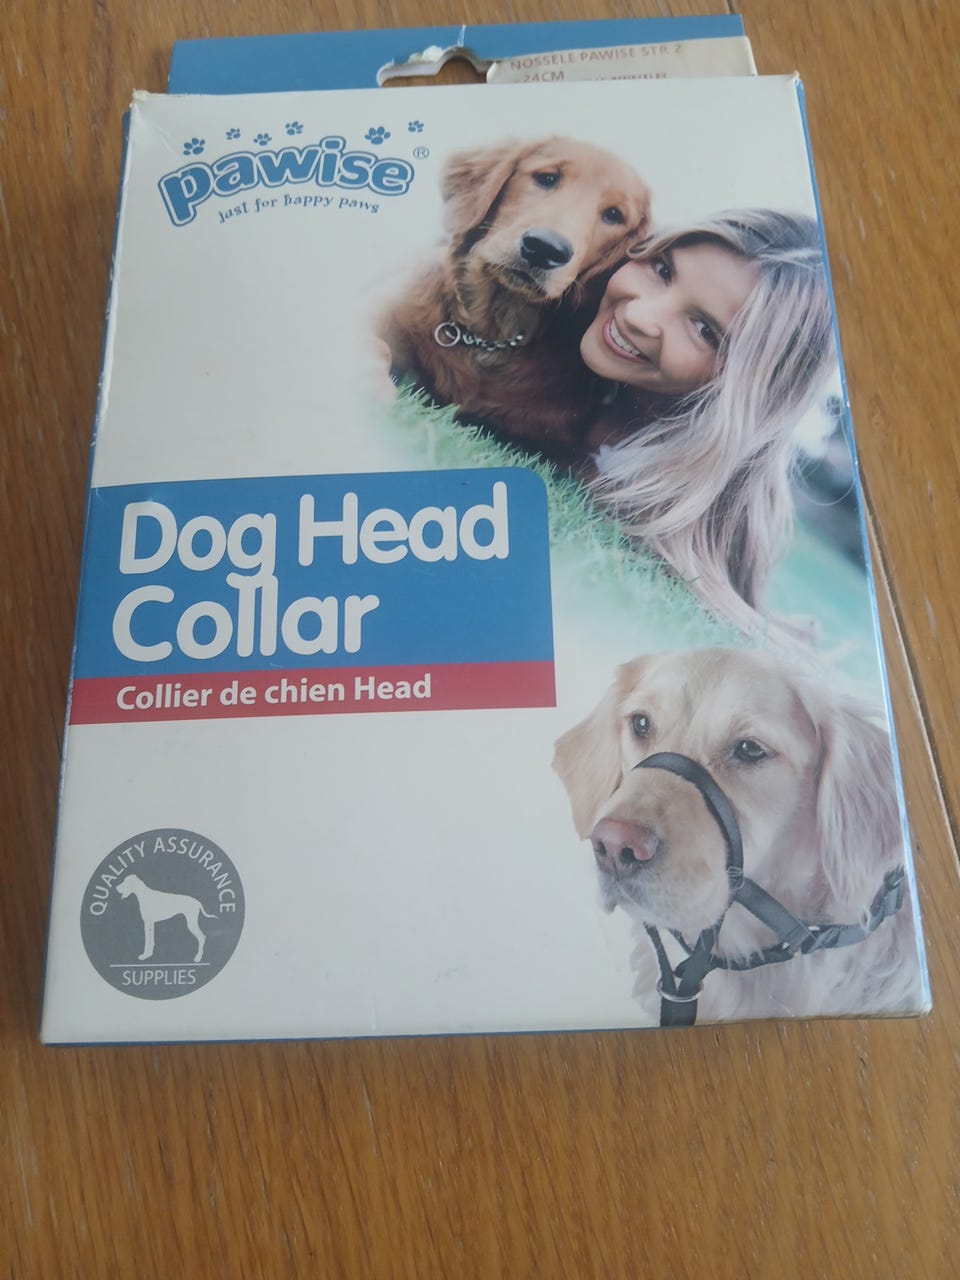 NOSSELE PAWISE STR 2
24CM
pawise®
just for happy paws
Dog Head
Collar
Collier de chien Head
QUALITY ASSURANCE
SUPPLIES